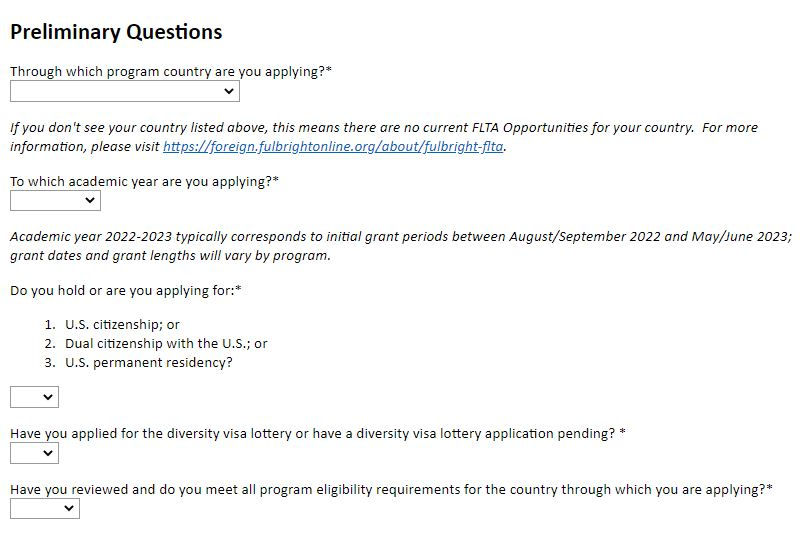 Preliminary Questions
Through which program country are you applying?*
If you don't see your country listed above, this means there are no current FLTA Opportunities for your country.  For more
information, please visit https://foreign.fulbrightonline.org/about/fulbright-flta.
To which academic year are you applying?*
Academic year 2022-2023 typically corresponds to initial grant periods between August/September 2022 and May/June 2023;
grant dates and grant lengths will vary by program.
Do you hold or are you applying for:*
1. U.S. citizenship; or
2. Dual citizenship with the U.S.; or
3. U.S. permanent residency?
Have you applied for the diversity visa lottery or have a diversity visa lottery application pending? *
Have you reviewed and do you meet all program eligibility requirements for the country through which you are applying?*